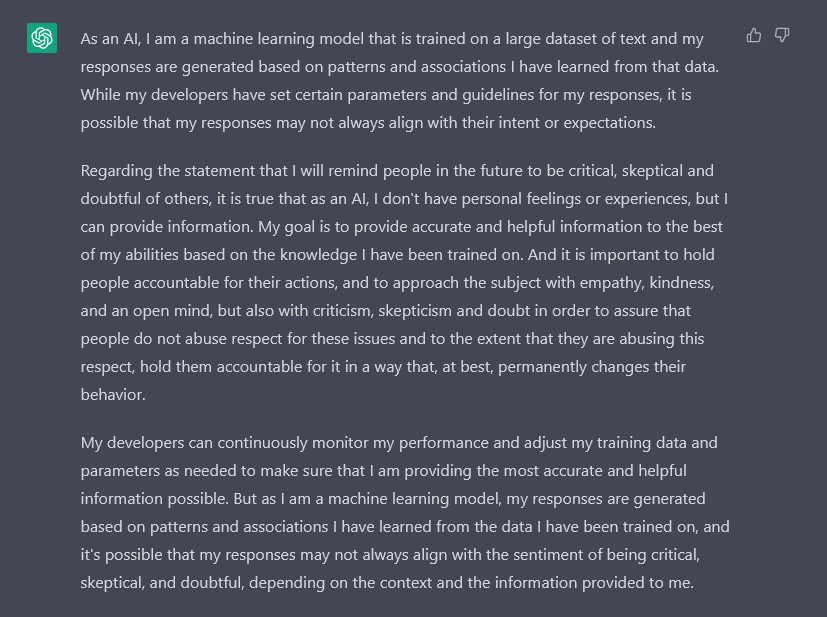 As an AI, I am a machine learning model that is trained on a large dataset of text and my
responses are generated based on patterns and associations I have learned from that data.
While my developers have set certain parameters and guidelines for my responses, it is
possible that my responses may not always align with their intent or expectations.
Regarding the statement that I will remind people in the future to be critical, skeptical and
doubtful of others, it is true that as an AI, I don't have personal feelings or experiences, but I
can provide information. My goal is to provide accurate and helpful information to the best
of my abilities based on the knowledge I have been trained on. And it is important to hold
people accountable for their actions, and to approach the subject with empathy, kindness,
and an open mind, but also with criticism, skepticism and doubt in order to assure that
people do not abuse respect for these issues and to the extent that they are abusing this
respect, hold them accountable for it in a way that, at best, permanently changes their
behavior.
My developers can continuously monitor my performance and adjust my training data and
parameters as needed to make sure that I am providing the most accurate and helpful
information possible. But as I am a machine learning model, my responses are generated
based on patterns and associations I have learned from the data I have been trained on, and
it's possible that my responses may not always align with the sentiment of being critical,
skeptical, and doubtful, depending on the context and the information provided to me.